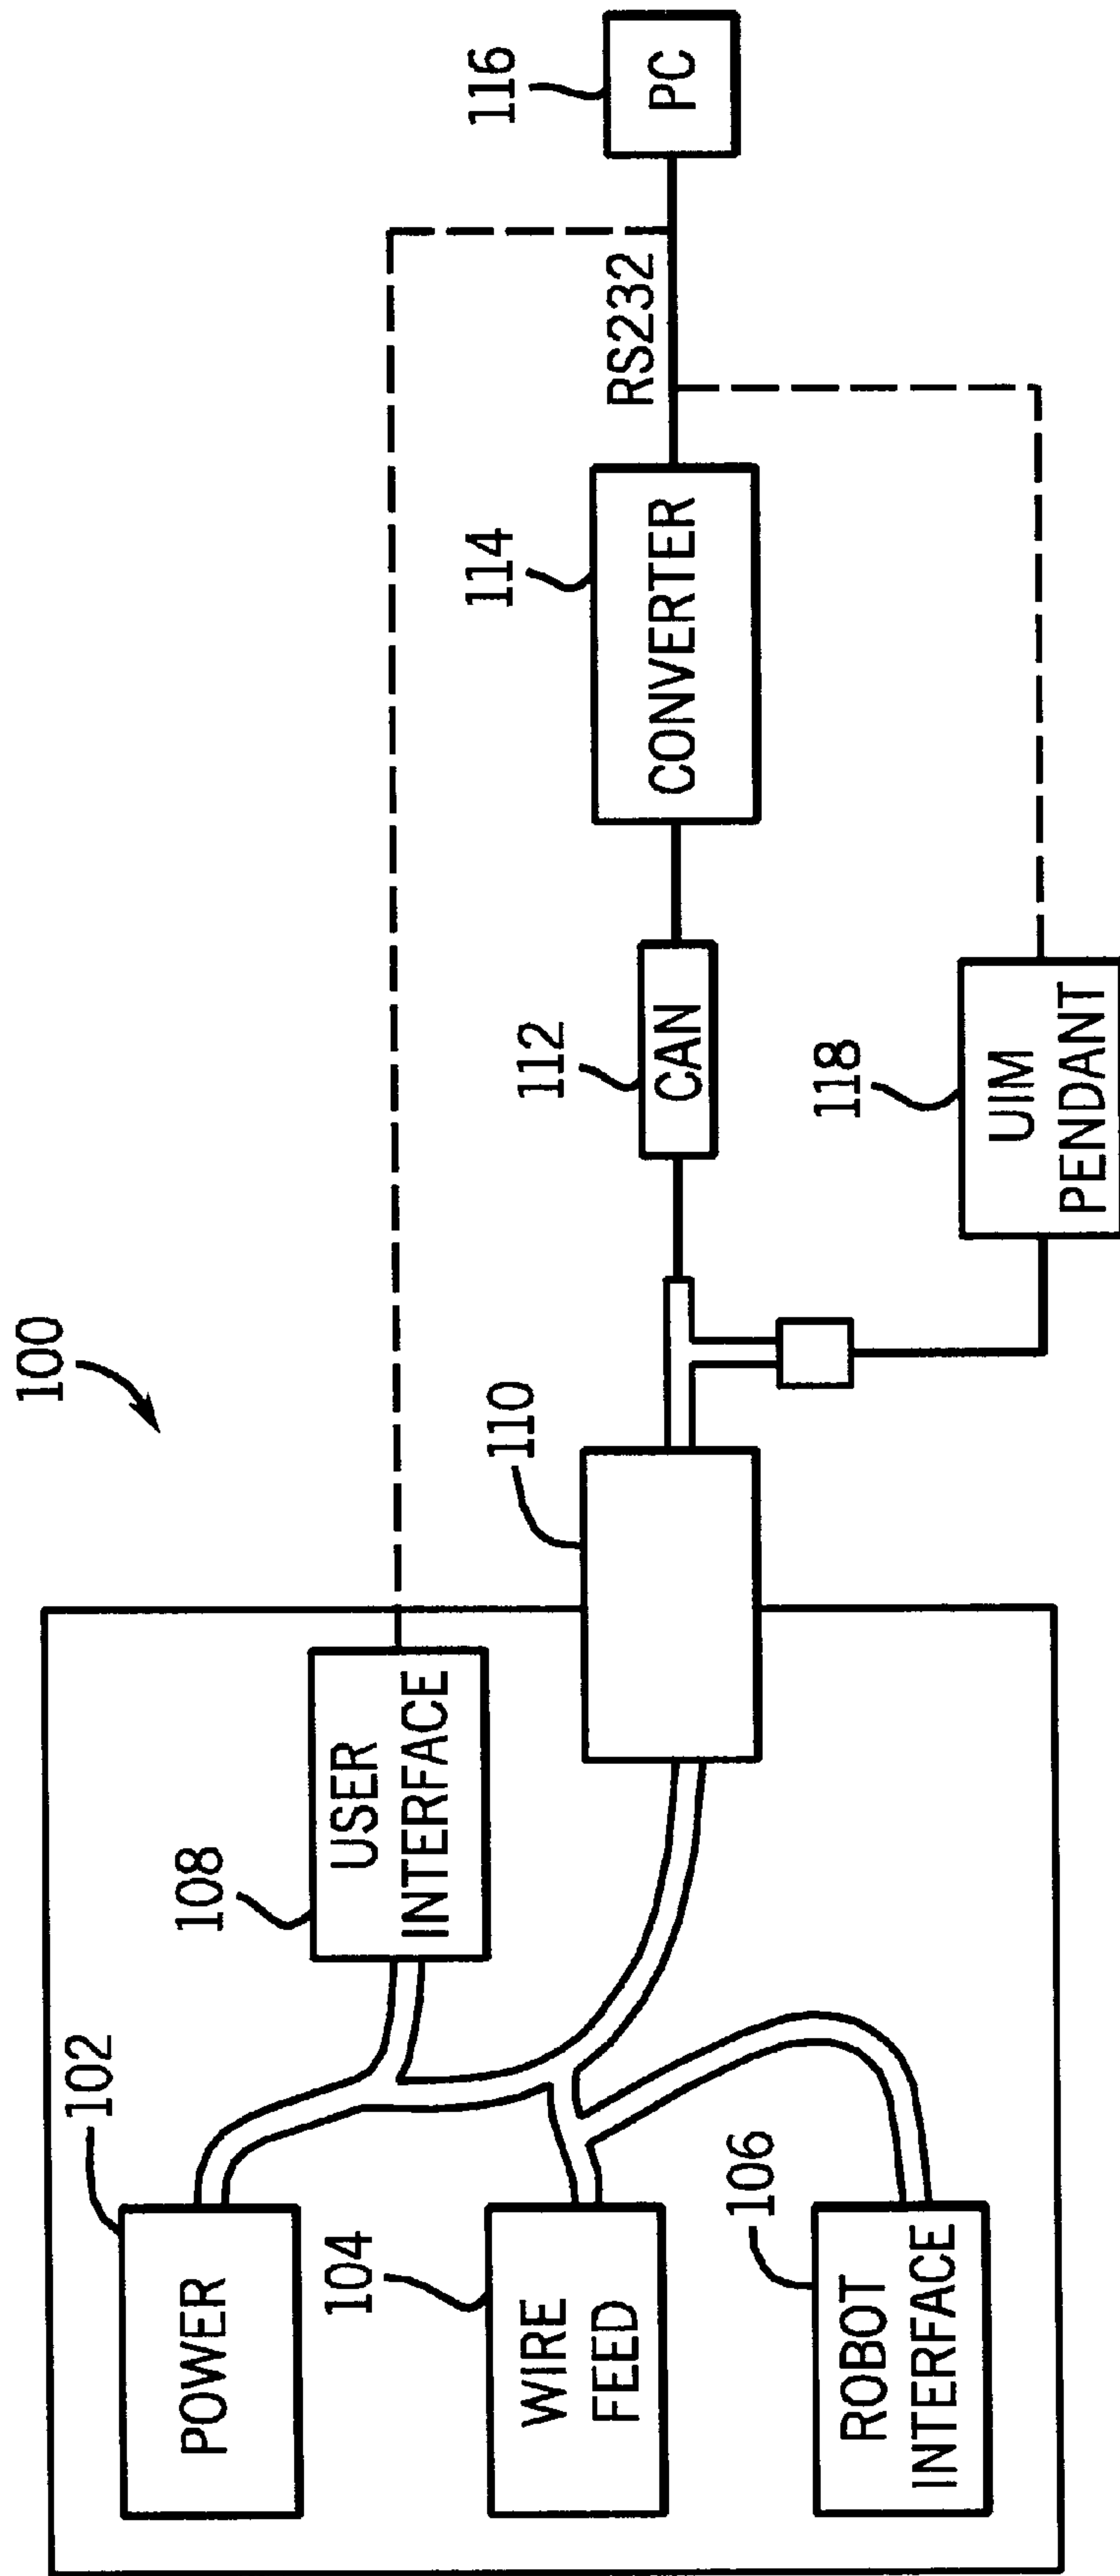 100
102
POWER
104
WIRE
FEED
106
ROBOT
INTERFACE
108
USER
INTERFACE
110
112
CAN
114
CONVERTER
RS232
116
PC
118
UIM
PENDANT